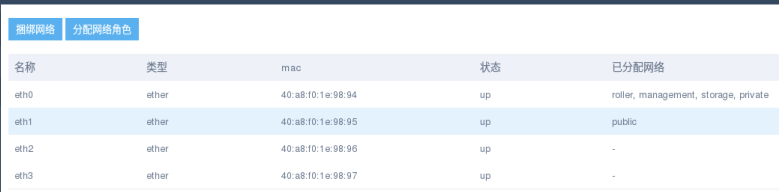 捆绑网络 分配网络角色
名称 类型 mac 状态 已分配网络
eth0 ether 40:a8:f0:1e:98:94 up roller, management, storage, private
eth1 ether 40:a8:f0:1e:98:95 up public
eth2 ether 40:a8:f0:1e:98:96 up -
eth3 ether 40:a8:f0:1e:98:97 up -